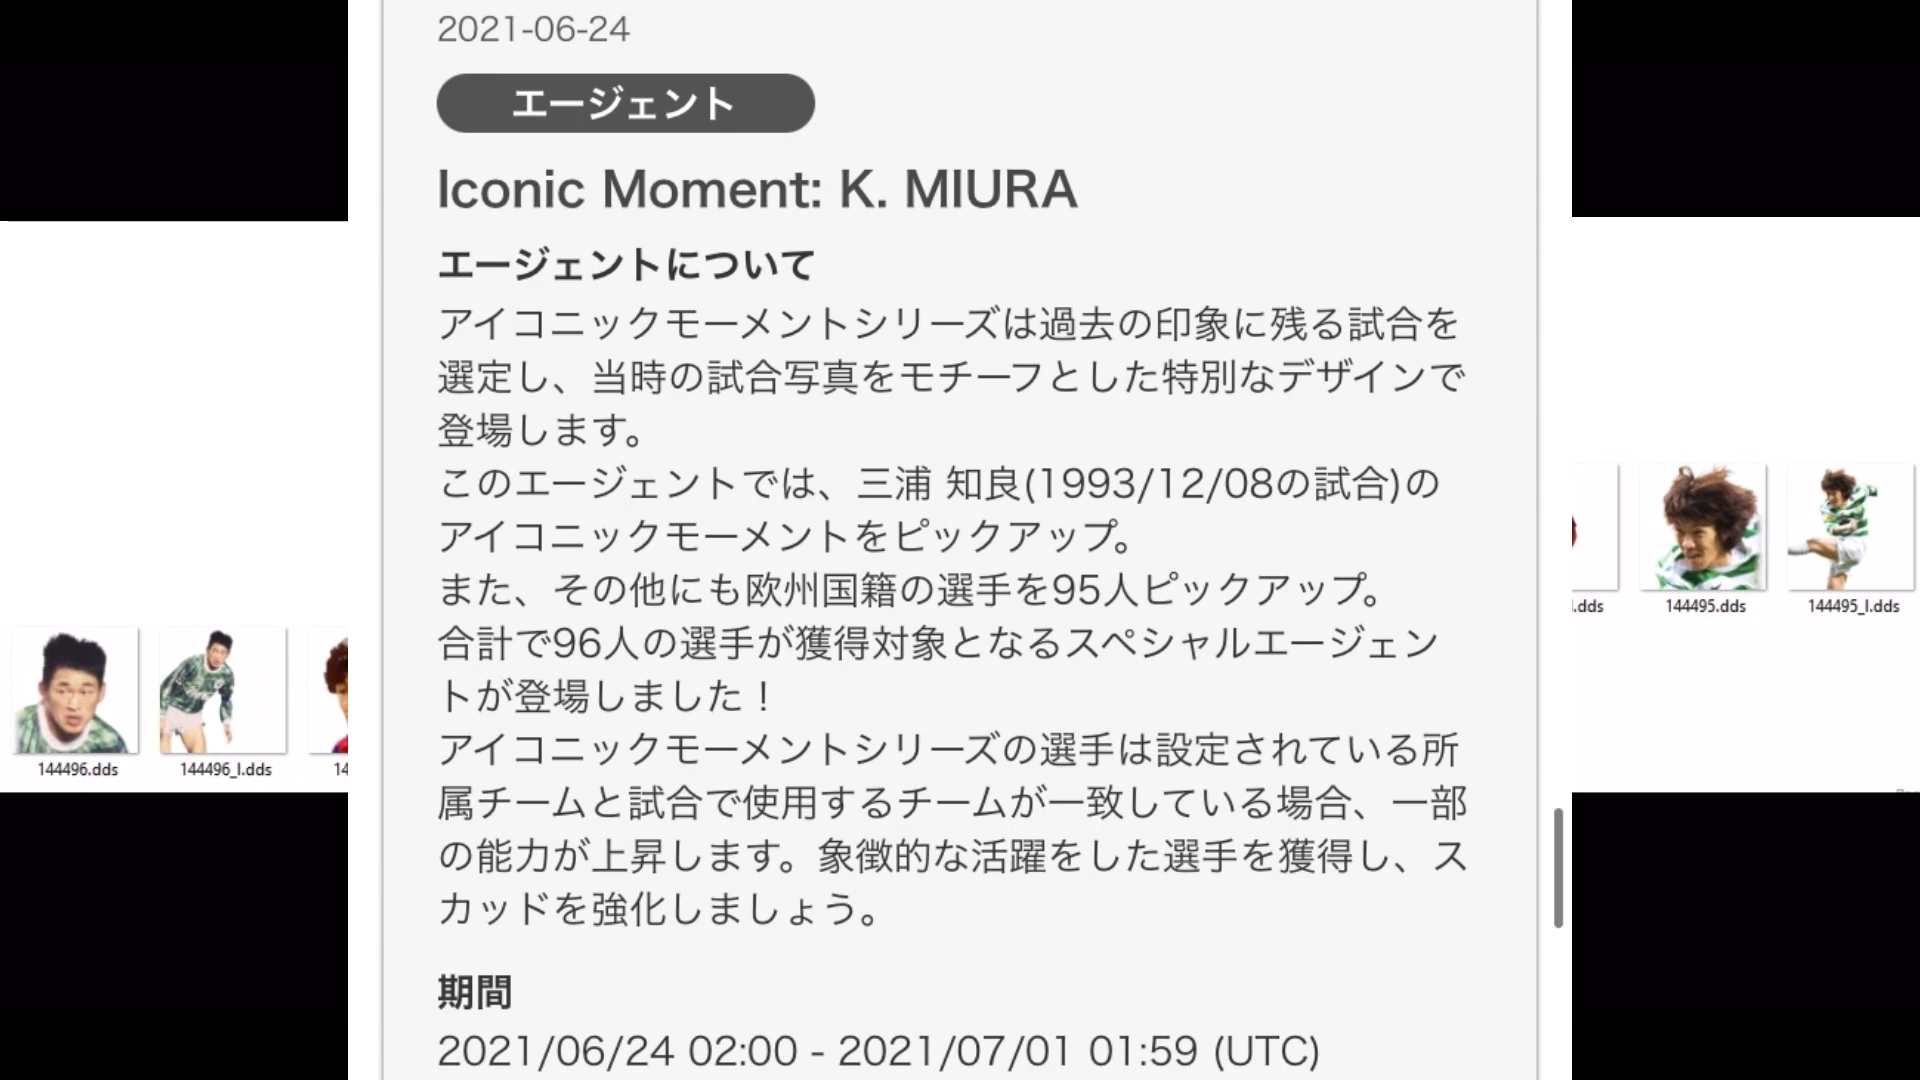 2021-06-24
エージェント
Iconic Moment: K. MIURA
エージェントについて
アイコニックモーメントシリーズは過去の印象に残る試合を
選定し、当時の試合写真をモチーフとした特別なデザインで
登場します。
このエージェントでは、三浦 知良(1993/12/08の試合)の
アイコニックモーメントをピックアップ。
また、その他にも欧州国籍の選手を95人ピックアップ。
合計で96人の選手が獲得対象となるスペシャルエージェン
トが登場しました！
アイコニックモーメントシリーズの選手は設定されている所
属チームと試合で使用するチームが一致している場合、一部
の能力が上昇します。象徴的な活躍をした選手を獲得し、ス
カッドを強化しましょう。
期間
2021/06/24 02:00 - 2021/07/01 01:59 (UTC)
144496.dds
144496_l.dds
14
l.dds
144495.dds
144495_l.dds